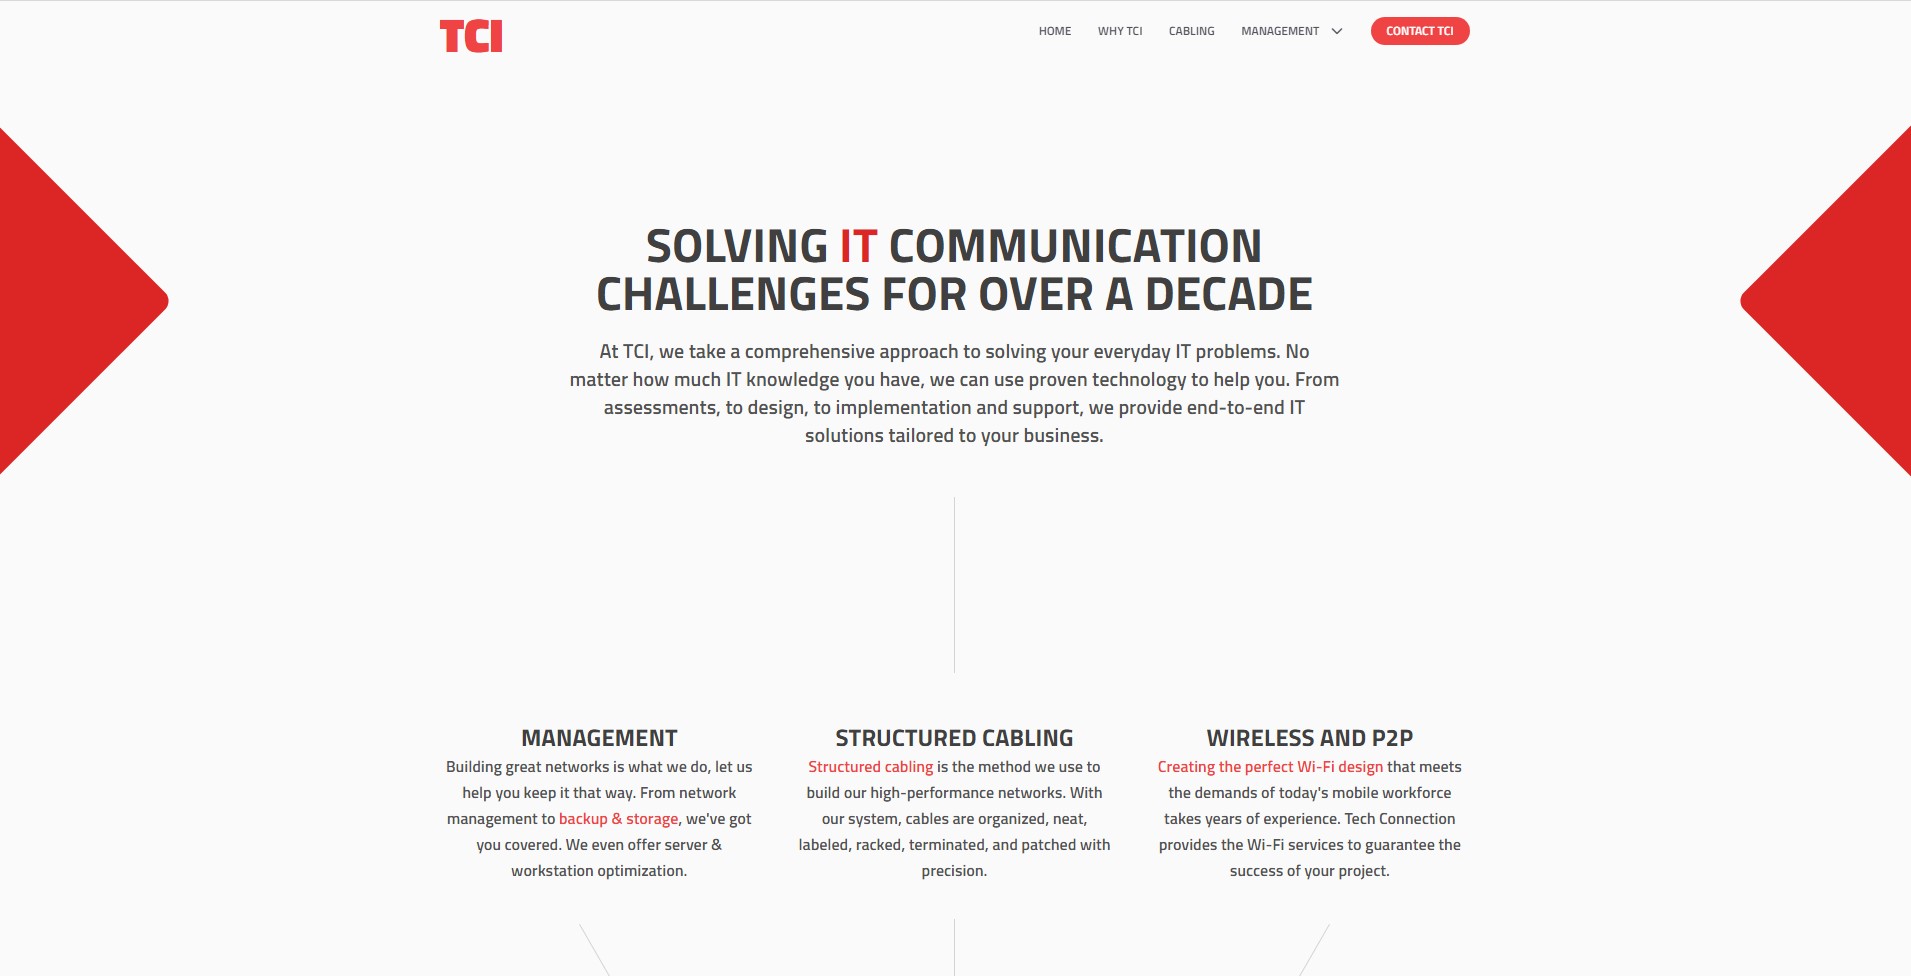 TCI
HOME WHY TCI CABLING MANAGEMENT CONTACT TCI
SOLVING IT COMMUNICATION
CHALLENGES FOR OVER A DECADE
At TCI, we take a comprehensive approach to solving your everyday IT problems. No
matter how much IT knowledge you have, we can use proven technology to help you. From
assessments, to design, to implementation and support, we provide end-to-end IT
solutions tailored to your business.
MANAGEMENT
Building great networks is what we do, let us
help you keep it that way. From network
management to backup & storage, we've got
you covered. We even offer server &
workstation optimization.
STRUCTURED CABLING
Structured cabling is the method we use to
build our high-performance networks. With
our system, cables are organized, neat,
labeled, racked, terminated, and patched with
precision.
WIRELESS AND P2P
Creating the perfect Wi-Fi design that meets
the demands of today's mobile workforce
takes years of experience. Tech Connection
provides the Wi-Fi services to guarantee the
success of your project.